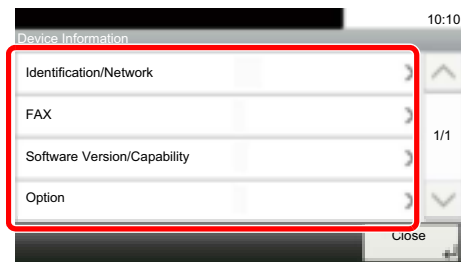 10:10
Device Information
Identification/Network
FAX
1/1
Software Version/Capability
Option
Close